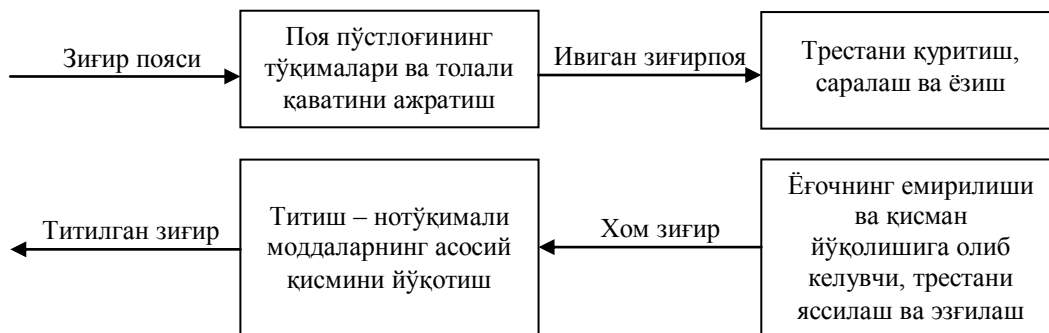 Зиғир пояси
Поя пўстлоғининг
тўқималари ва толали
қаватини ажратиш
Ивиган зиғирпоя
Трестани қуритиш,
саралаш ва ёзиш
Титилган зиғир
Титиш – нотўқимали
моддаларнинг асосий
қисмини йўқотиш
Хом зиғир
Ёғочнинг емирилиши
ва қисман
йўқолишига олиб
келувчи, трестани
яссилаш ва эзғилаш